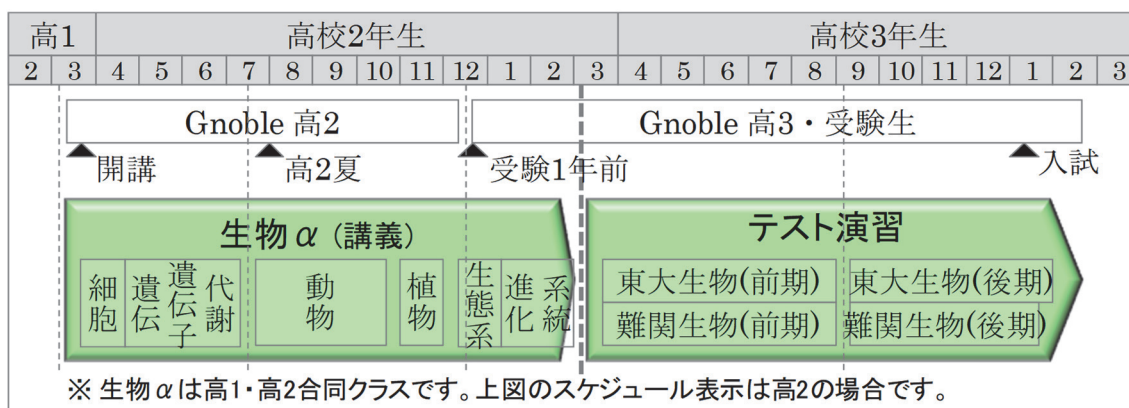 高1 高校2年生 高校3年生
2 3 4 5 6 7 8 9 10 11 12 1 2 3 4 5 6 7 8 9 10 11 12 1 2 3
Gnoble 高2 Gnoble 高3・受験生
開講 高2夏 受験1年前 入試
生物α（講義） テスト演習
細胞 遺伝 遺伝子 代謝 動物 植物 生態系 進化 系統
東大生物(前期) 東大生物(後期)
難関生物(前期) 難関生物(後期)
※ 生物αは高1・高2合同クラスです。上図のスケジュール表示は高2の場合です。